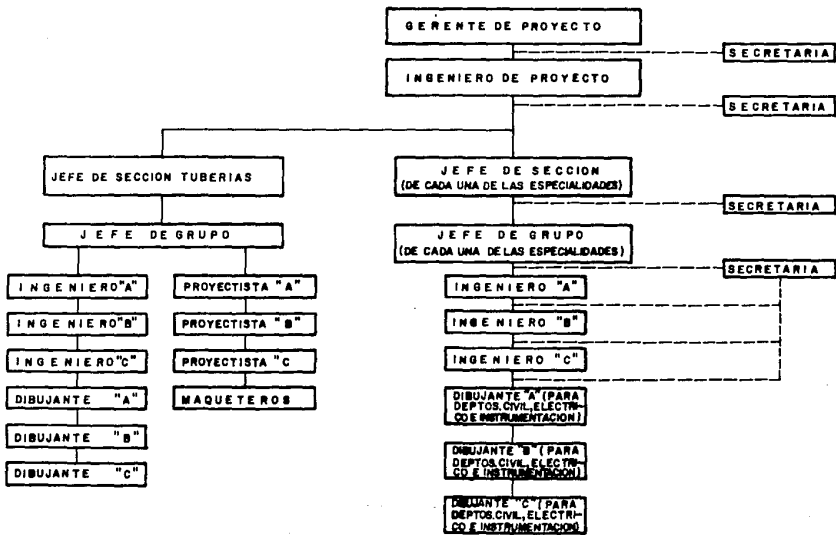 GERENTE DE PROYECTO
SECRETARIA
INGENIERO DE PROYECTO
SECRETARIA
JEFE DE SECCION TUBERIAS
JEFE DE SECCION
(DE CADA UNA DE LAS ESPECIALIDADES)
SECRETARIA
JEFE DE GRUPO
JEFE DE GRUPO
(DE CADA UNA DE LAS ESPECIALIDADES)
SECRETARIA
INGENIERO "A"
INGENIERO "B"
INGENIERO "C"
DIBUJANTE "A"
DIBUJANTE "B"
DIBUJANTE "C"
PROYECTISTA "A"
PROYECTISTA "B"
PROYECTISTA "C
MAQUETEROS
INGENIERO "A"
INGENIERO "B"
INGENIERO "C"
DIBUJANTE "A" (PARA
DEPTOS. CIVIL, ELECTRI-
CO E INSTRUMENTACION)
DIBUJANTE "B" (PARA
DEPTOS. CIVIL, ELECTRI-
CO E INSTRUMENTACION)
DIBUJANTE "C" (PARA
DEPTOS. CIVIL, ELECTRI-
CO E INSTRUMENTACION)